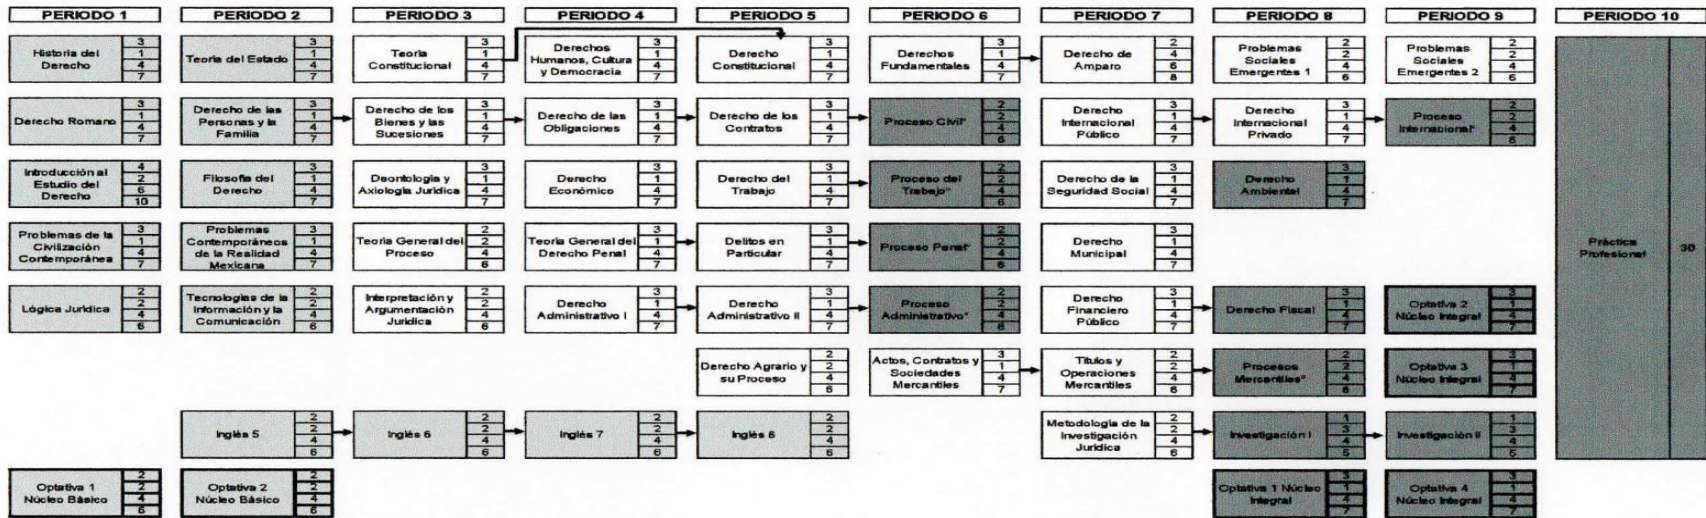 PERIODO 1
PERIODO 2
PERIODO 3
PERIODO 4
PERIODO 5
PERIODO 6
PERIODO 7
PERIODO 8
PERIODO 9
PERIODO 10
Historia del
Derecho
3
1
4
7
Teoría del Estado
3
1
4
7
Teoría
Constitucional
3
1
4
7
Derechos
Humanos, Cultura
y Democracia
3
1
4
7
Derecho
Constitucional
3
1
4
7
Derechos
Fundamentales
3
1
4
7
Derecho de
Amparo
2
4
6
8
Problemas
Sociales
Emergentes 1
2
2
4
6
Problemas
Sociales
Emergentes 2
2
2
4
6
Derecho Romano
3
1
4
7
Derecho de las
Personas y la
Familia
3
1
4
7
Derecho de los
Bienes y las
Sucesiones
3
1
4
7
Derecho de las
Obligaciones
3
1
4
7
Derecho de los
Contratos
3
1
4
7
Proceso Civil*
2
2
4
6
Derecho
Internacional
Público
3
1
4
7
Derecho
Internacional
Privado
3
1
4
7
Proceso
Internacional*
2
2
4
6
Introducción al
Estudio del
Derecho
4
2
6
10
Filosofía del
Derecho
3
1
4
7
Deontología y
Axiología Jurídica
3
1
4
7
Derecho
Económico
3
1
4
7
Derecho del
Trabajo
3
1
4
7
Proceso del
Trabajo*
2
2
4
6
Derecho de la
Seguridad Social
3
1
4
7
Derecho
Ambiental
3
1
4
7
Problemas de la
Civilización
Contemporánea
3
1
4
7
Problemas
Contemporáneos
de la Realidad
Mexicana
3
1
4
7
Teoría General del
Proceso
2
2
4
6
Teoría General del
Derecho Penal
3
1
4
7
Delitos en
Particular
3
1
4
7
Proceso Penal*
2
2
4
6
Derecho
Municipal
3
1
4
7
Práctica
Profesional
30
Lógica Jurídica
2
2
4
6
Tecnologías de la
Información y la
Comunicación
2
2
4
6
Interpretación y
Argumentación
Jurídica
2
2
4
6
Derecho
Administrativo I
3
1
4
7
Derecho
Administrativo II
3
1
4
7
Proceso
Administrativo*
2
2
4
6
Derecho
Financiero
Público
3
1
4
7
Derecho Fiscal
3
1
4
7
Optativa 2
Núcleo Integral
3
1
4
7
Derecho Agrario y
su Proceso
2
2
4
6
Actos, Contratos y
Sociedades
Mercantiles
3
1
4
7
Títulos y
Operaciones
Mercantiles
2
2
4
6
Procesos
Mercantiles*
2
2
4
6
Optativa 3
Núcleo Integral
3
1
4
7
Inglés 5
2
2
4
6
Inglés 6
2
2
4
6
Inglés 7
2
2
4
6
Inglés 8
2
2
4
6
Metodología de la
Investigación
Jurídica
2
2
4
6
Investigación I
1
3
4
5
Investigación II
1
3
4
5
Optativa 1
Núcleo Básico
2
2
4
6
Optativa 2
Núcleo Básico
2
2
4
6
Optativa 1 Núcleo
Integral
3
1
4
7
Optativa 4
Núcleo Integral
3
1
4
7